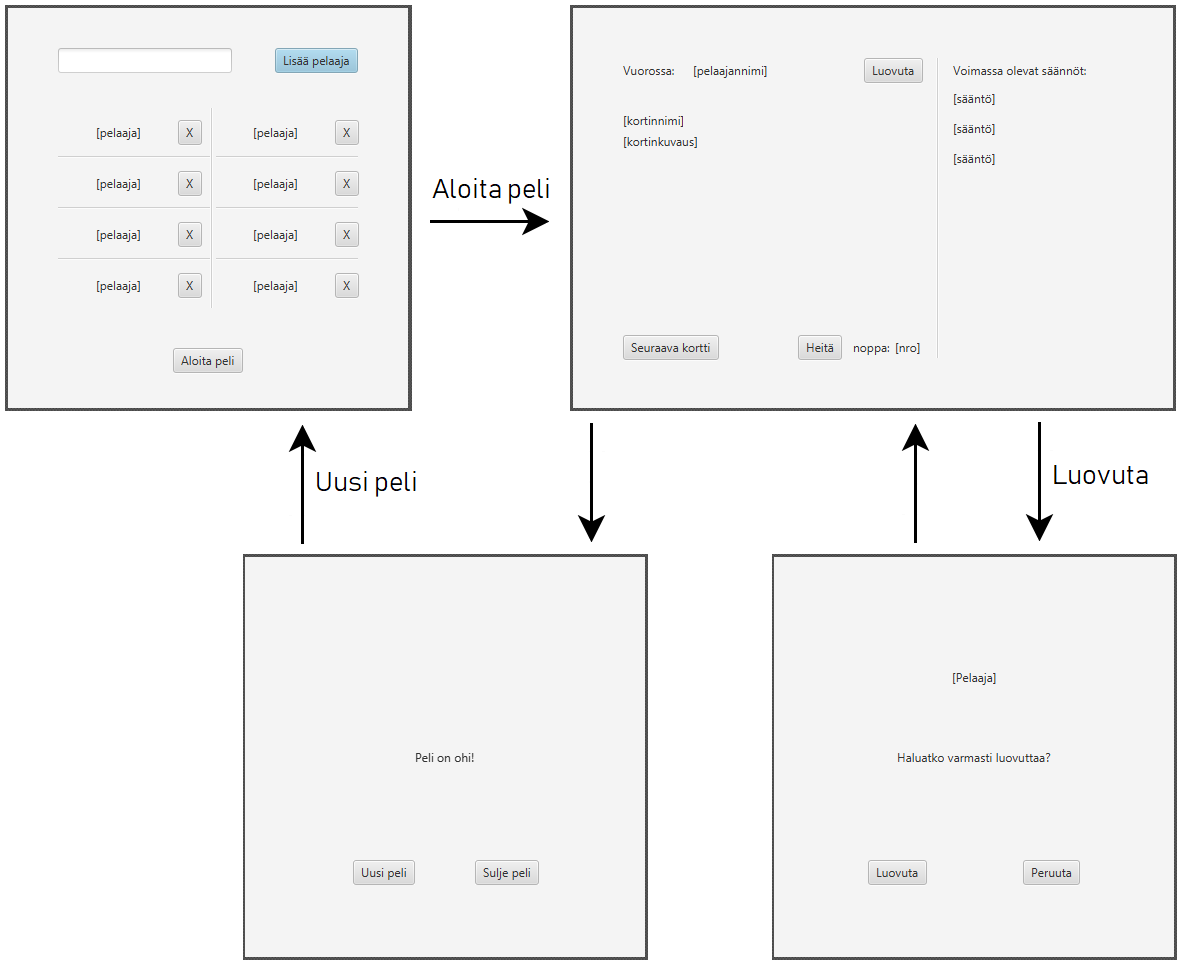 Lisää pelaaja
[pelaaja] X [pelaaja] X
[pelaaja] X [pelaaja] X
[pelaaja] X [pelaaja] X
[pelaaja] X [pelaaja] X
Aloita peli
Aloita peli
Vuorossa: [pelaajannimi] Luovuta
[kortinnimi]
[kortinkuvaus]
Seuraava kortti Heitä noppa: [nro]
Voimassa olevat säännöt:
[sääntö]
[sääntö]
[sääntö]
Uusi peli
Luovuta
Peli on ohi!
Uusi peli Sulje peli
[Pelaaja]
Haluatko varmasti luovuttaa?
Luovuta Peruuta